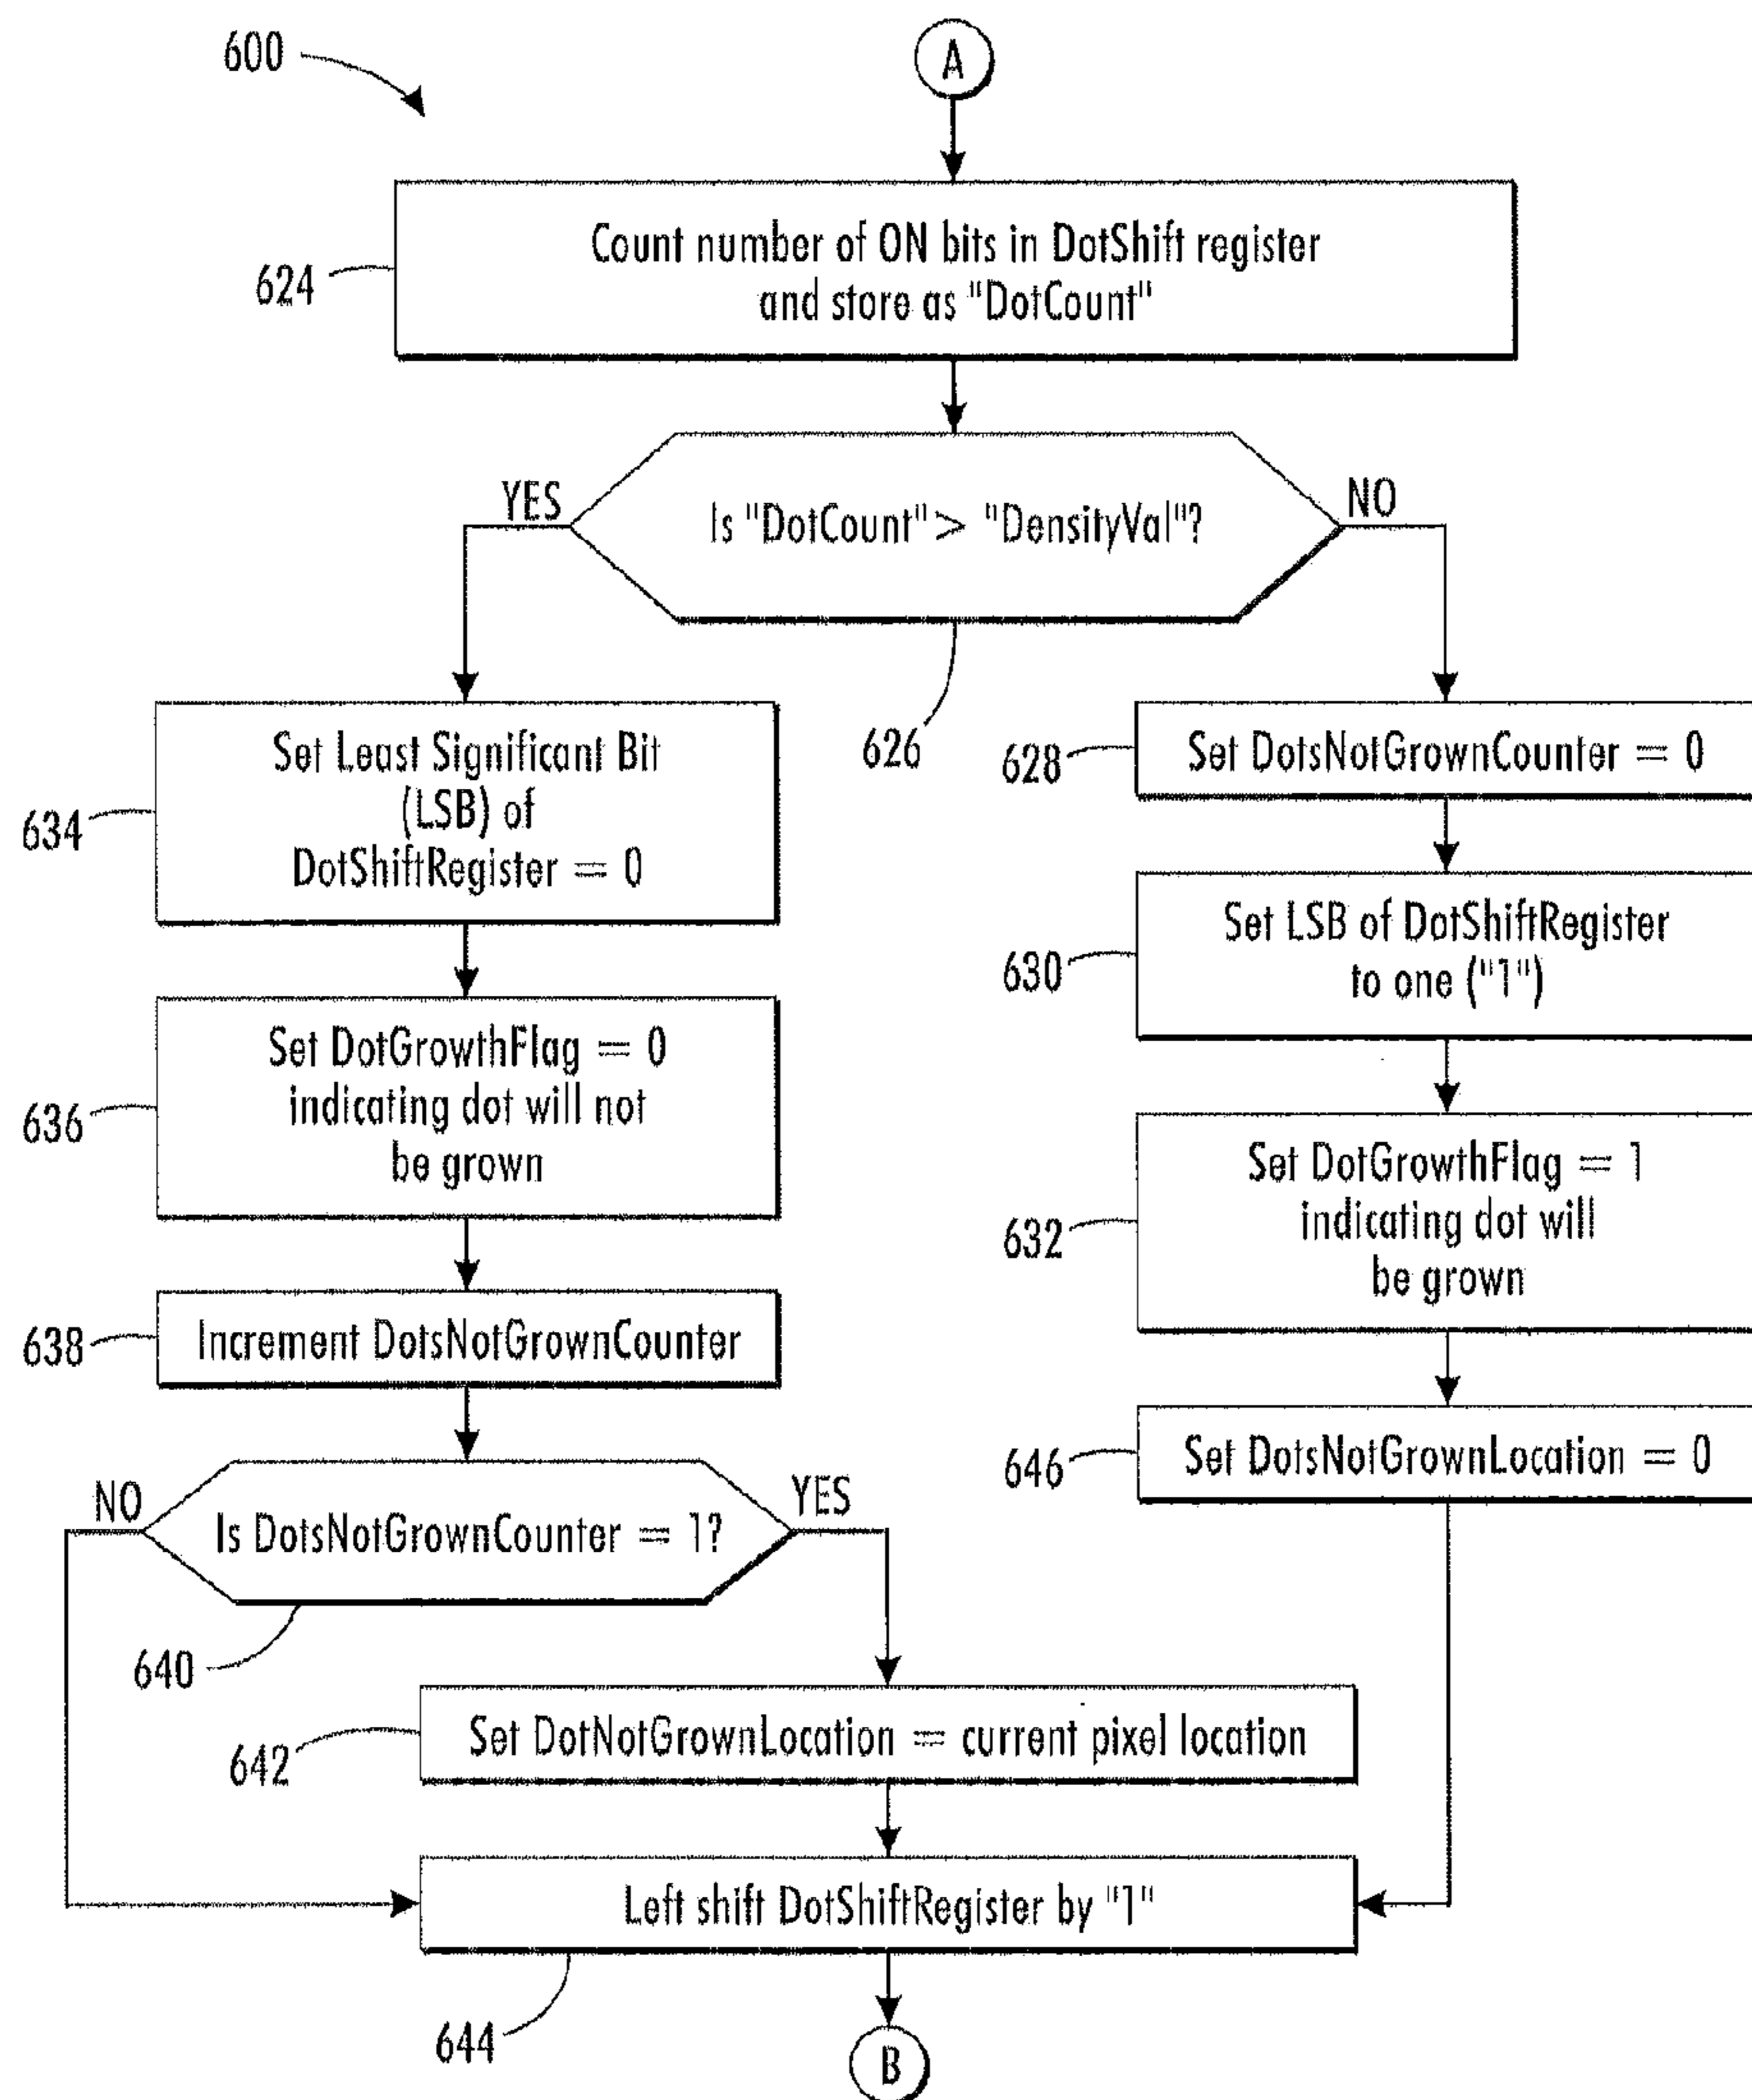 600
A
Count number of ON bits in DotShift register
and store as "DotCount"
624
Is "DotCount" > "DensityVal"?
YES
NO
626
Set Least Significant Bit
(LSB) of
DotShiftRegister = 0
634
Set DotsNotGrownCounter = 0
628
Set LSB of DotShiftRegister
to one ("1")
630
Set DotGrowthFlag = 0
indicating dot will not
be grown
636
Set DotGrowthFlag = 1
indicating dot will
be grown
632
Increment DotsNotGrownCounter
638
Set DotsNotGrownLocation = 0
646
Is DotsNotGrownCounter = 1?
NO
YES
640
Set DotNotGrownLocation = current pixel location
642
Left shift DotShiftRegister by "1"
644
B